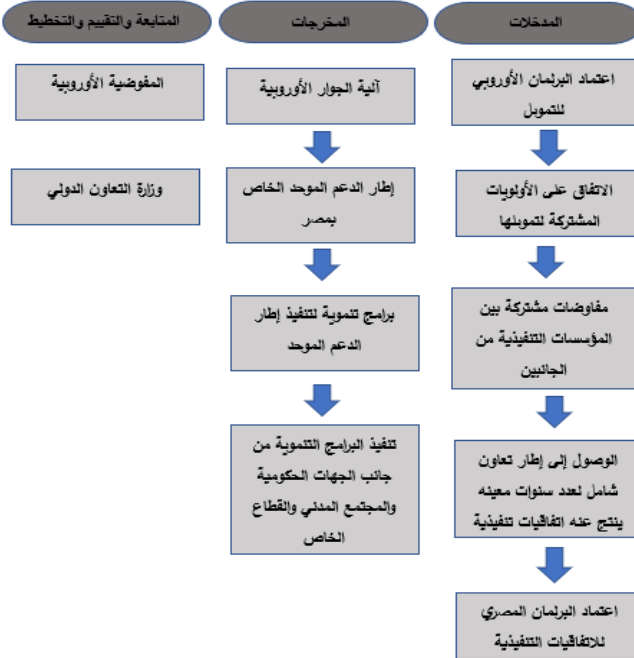 المدخلات
اعتماد البرلمان الأوروبي
للتمويل
الاتفاق على الأولويات
المشتركة لتمويلها
مفاوضات مشتركة بين
المؤسسات التنفيذية من
الجانبين
الوصول إلى إطار تعاون
شامل لعدد سنوات معينه
ينتج عنه اتفاقيات تنفيذية
اعتماد البرلمان المصري
للاتفاقيات التنفيذية
المخرجات
آلية الجوار الأوروبية
إطار الدعم الموحد الخاص
بمصر
برامج تنموية لتنفيذ إطار
الدعم الموحد
تنفيذ البرامج التنموية من
جانب الجهات الحكومية
والمجتمع المدني والقطاع
الخاص
المتابعة والتقييم والتخطيط
المفوضية الأوروبية
وزارة التعاون الدولي